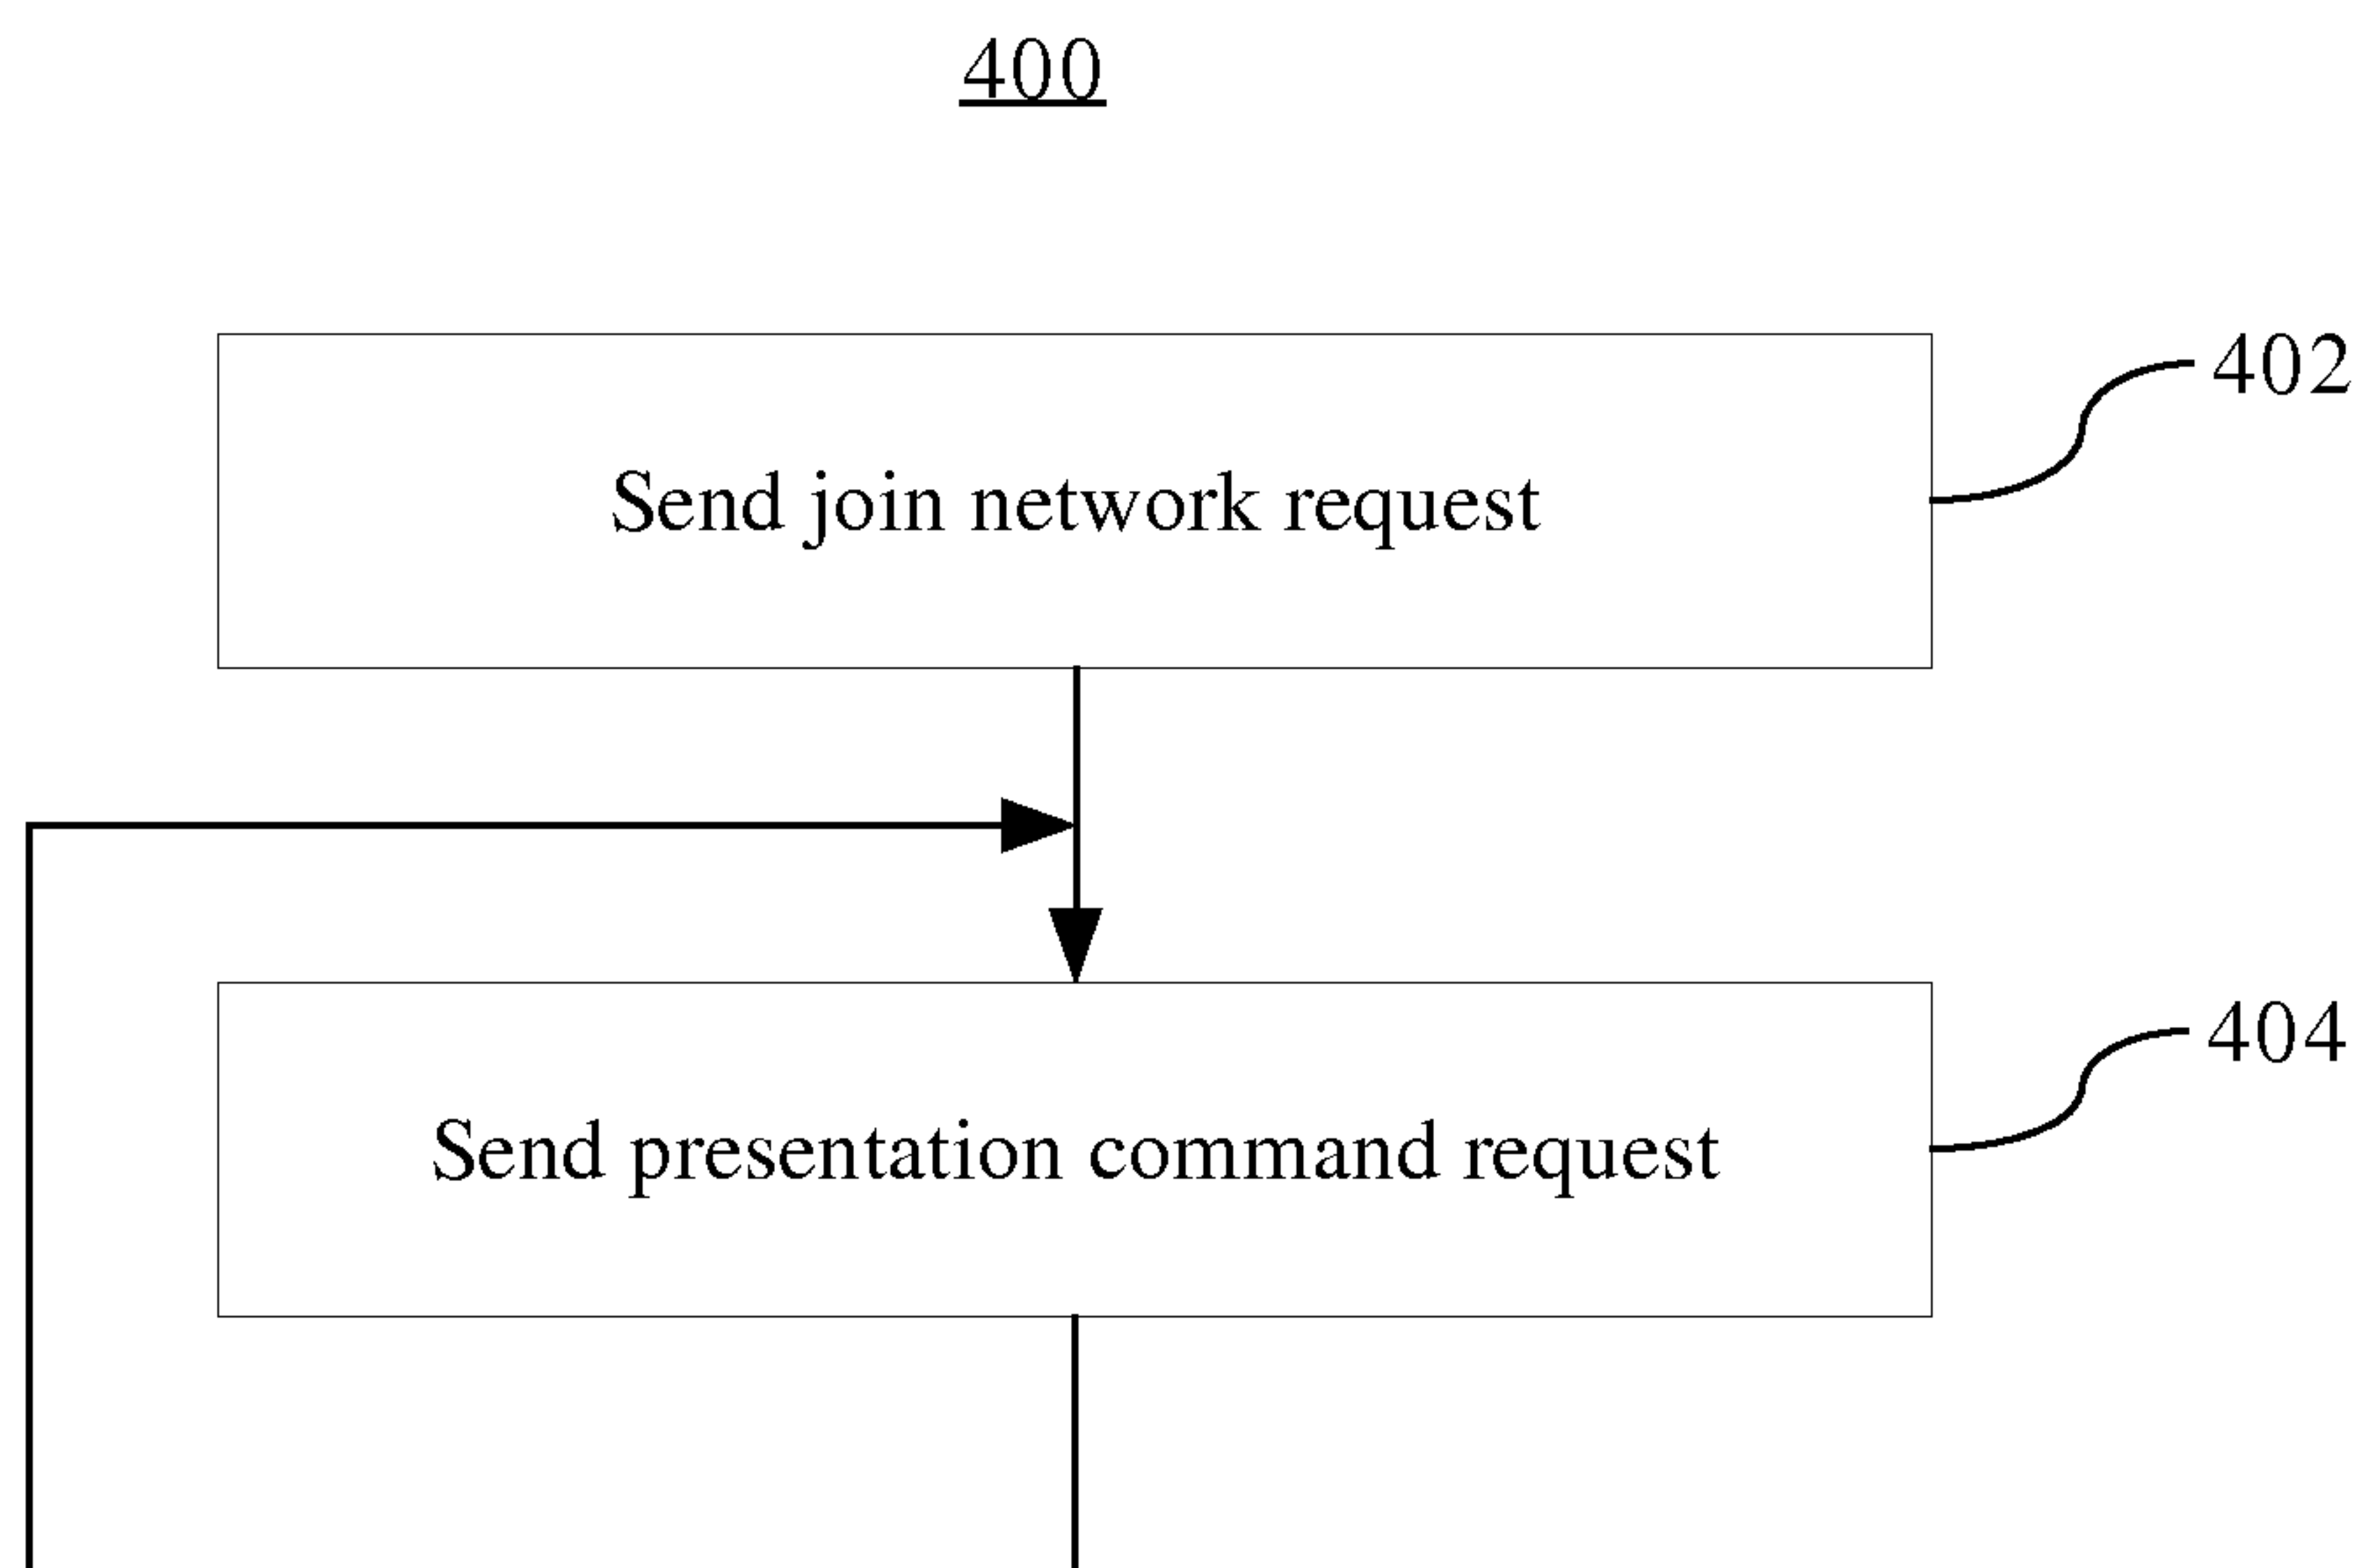 400
402
Send join network request
404
Send presentation command request